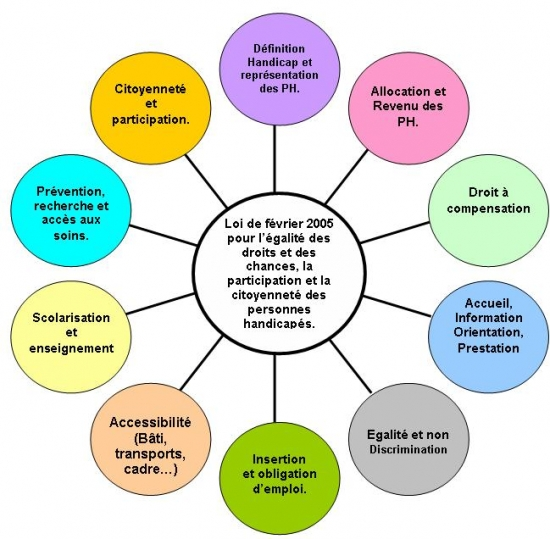 Définition
Handicap et
représentation
des PH.
Allocation et
Revenu des
PH.
Droit à
compensation
Accueil,
Information
Orientation,
Prestation
Egalité et non
Discrimination
Insertion
et obligation
d'emploi.
Accessibilité
(Bâti,
transports,
cadre…)
Scolarisation
et
enseignement
Prévention,
recherche et
accès aux
soins.
Citoyenneté
et
participation.
Loi de février 2005
pour l'égalité des
droits et des
chances, la
participation et la
citoyenneté des
personnes
handicapés.